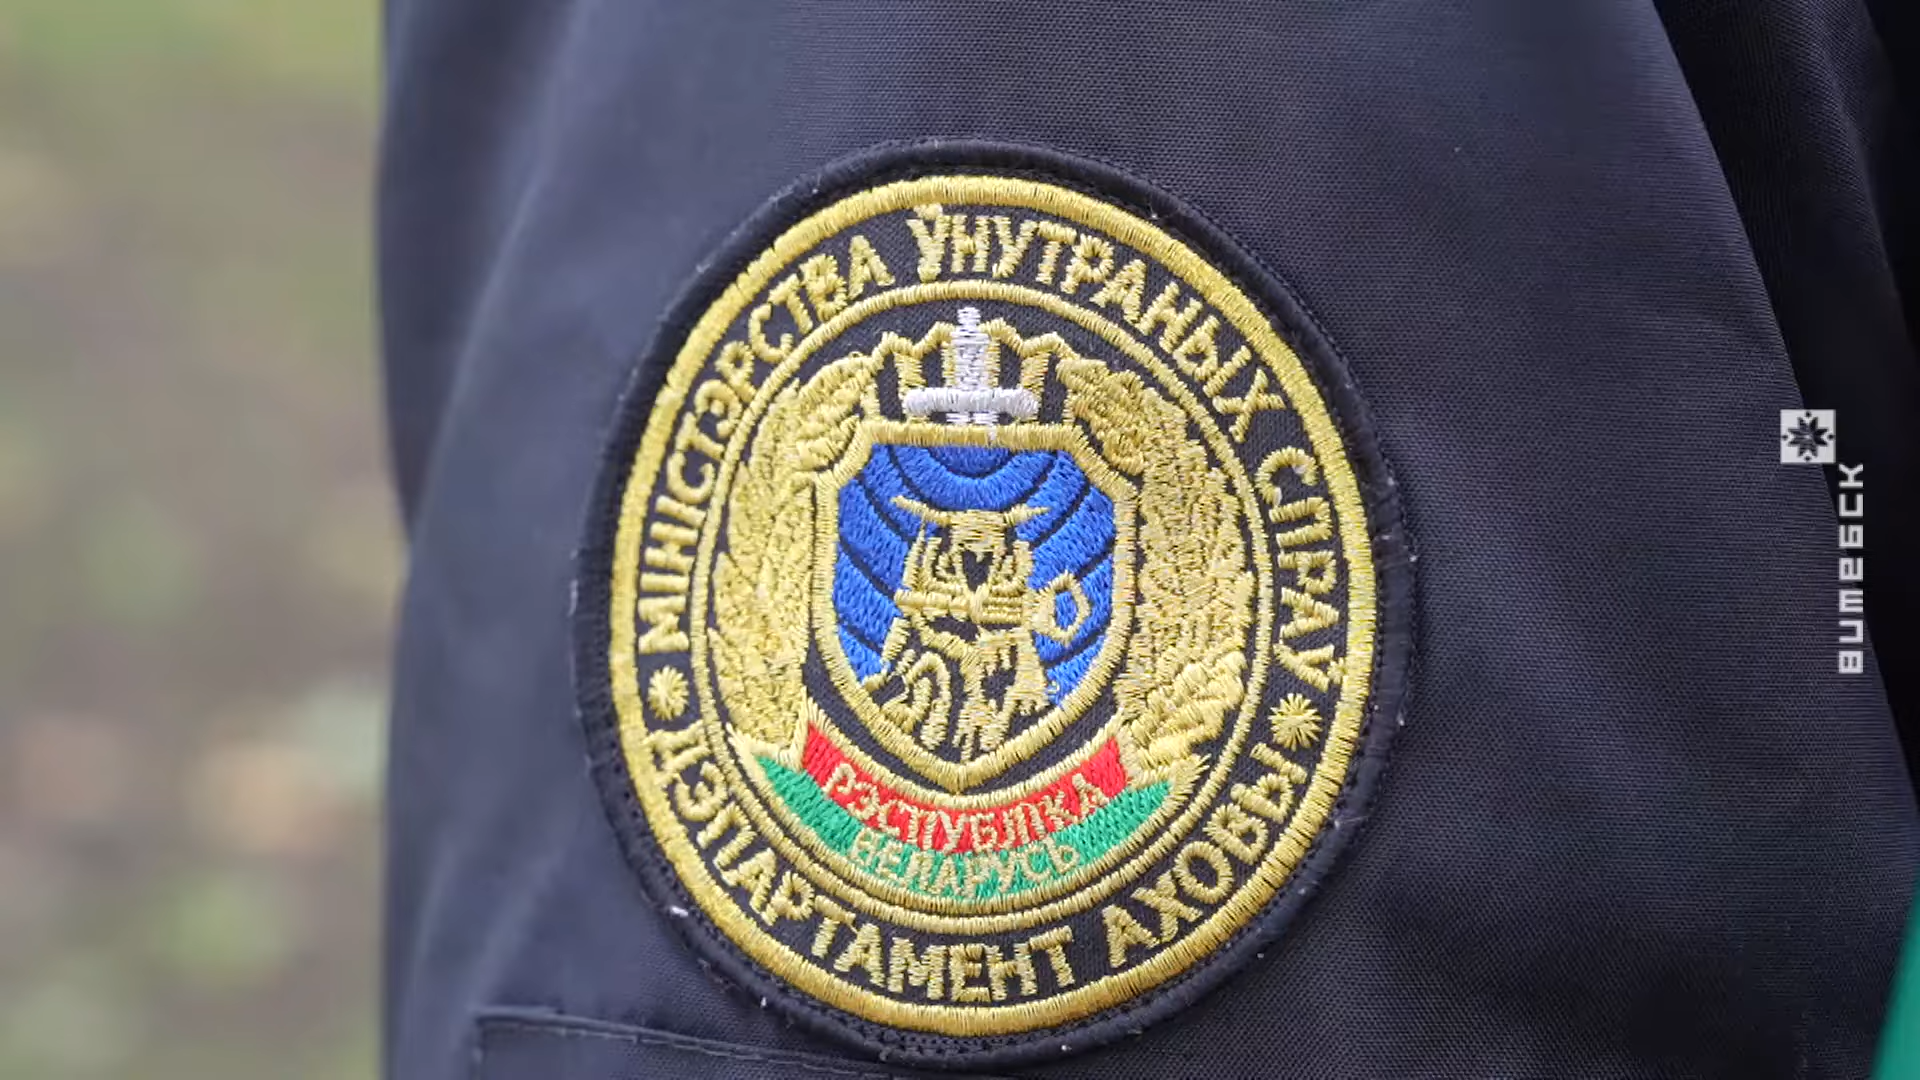 МІНІСТЭРСТВА ЎНУТРАНЫХ СПРАЎ
ДЭПАРТАМЕНТ АХОВЫ
РЭСПУБЛІКА
БЕЛАРУСЬ
витебск